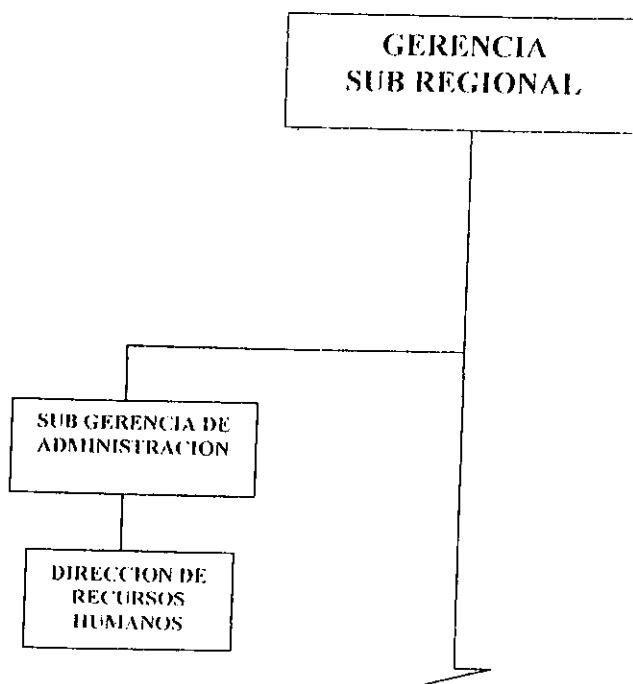 GERENCIA
SUB REGIONAL
SUB GERENCIA DE
ADMINISTRACION
DIRECCION DE
RECURSOS
HUMANOS